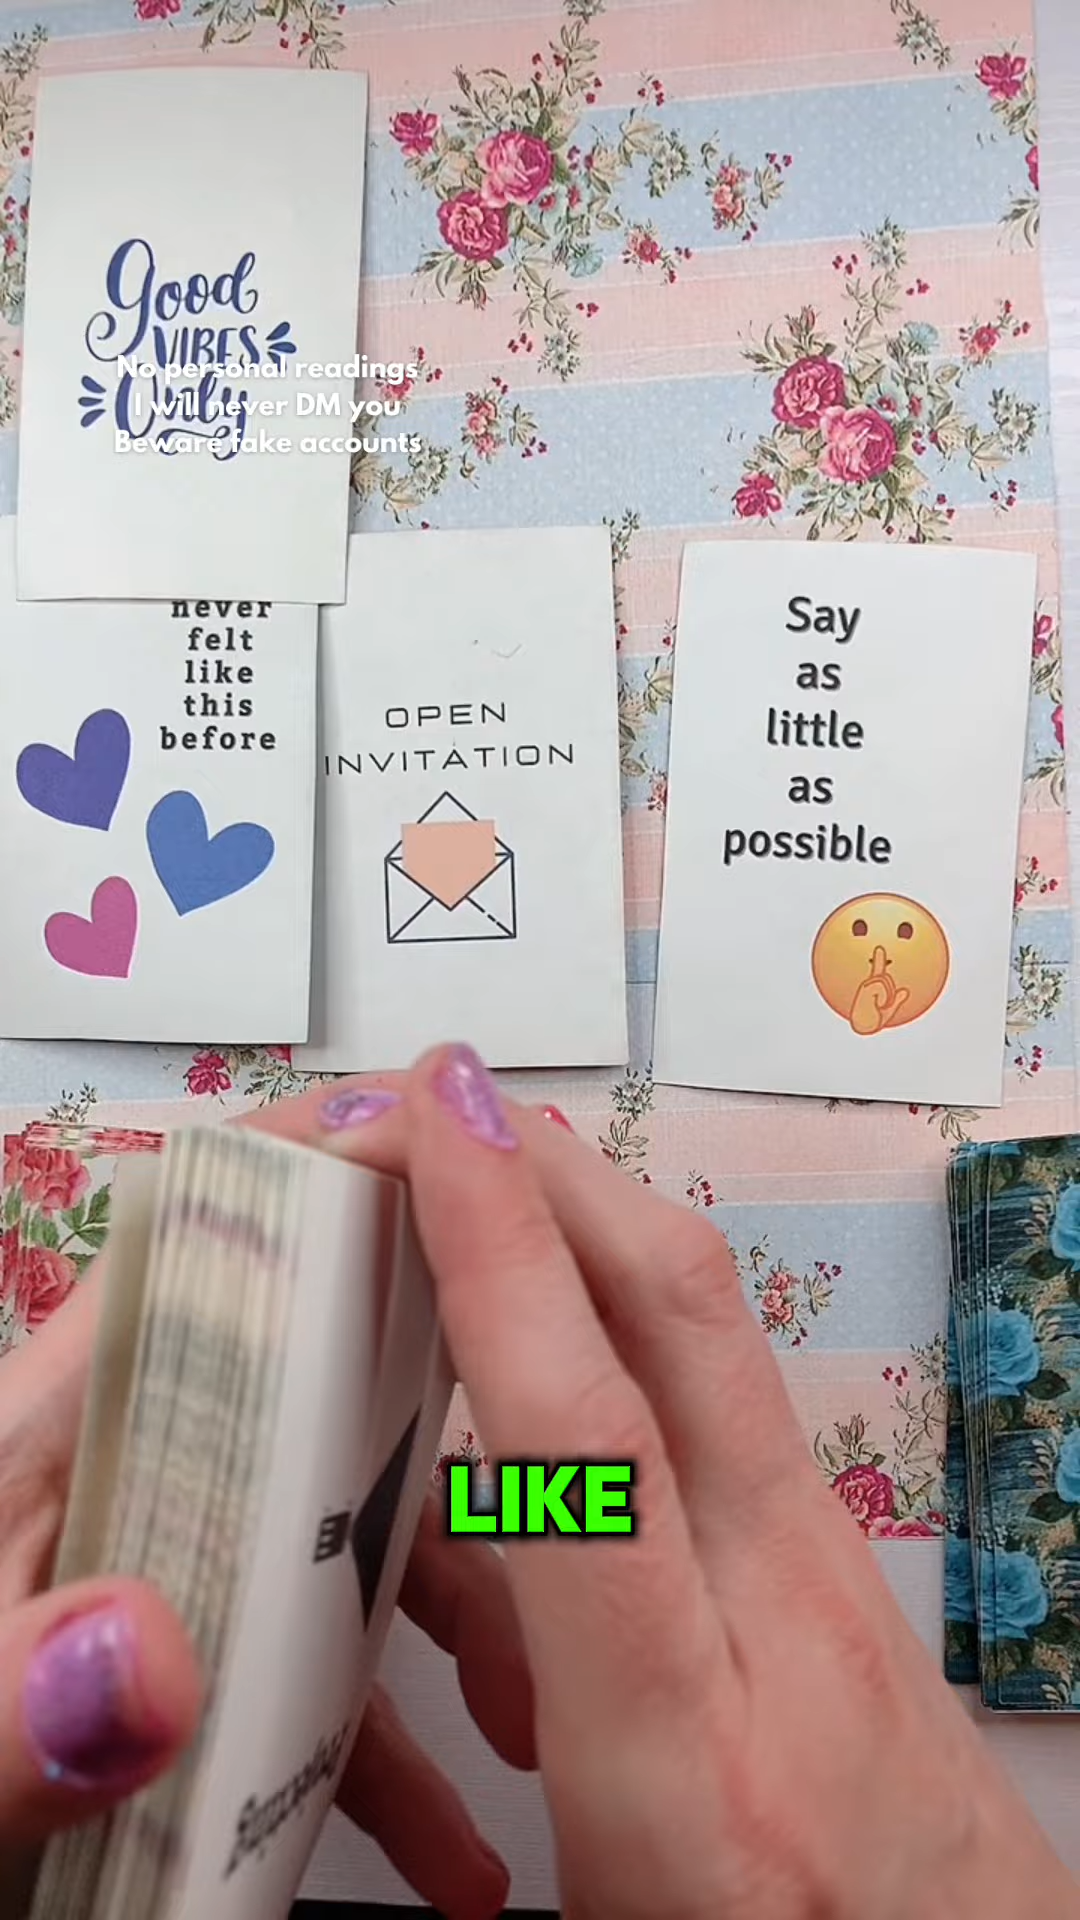 Good
VIBES
Only
No personal readings
I will never DM you
Beware fake accounts
never
felt
like
this
before
OPEN
INVITATION
Say
as
little
as
possible
LIKE